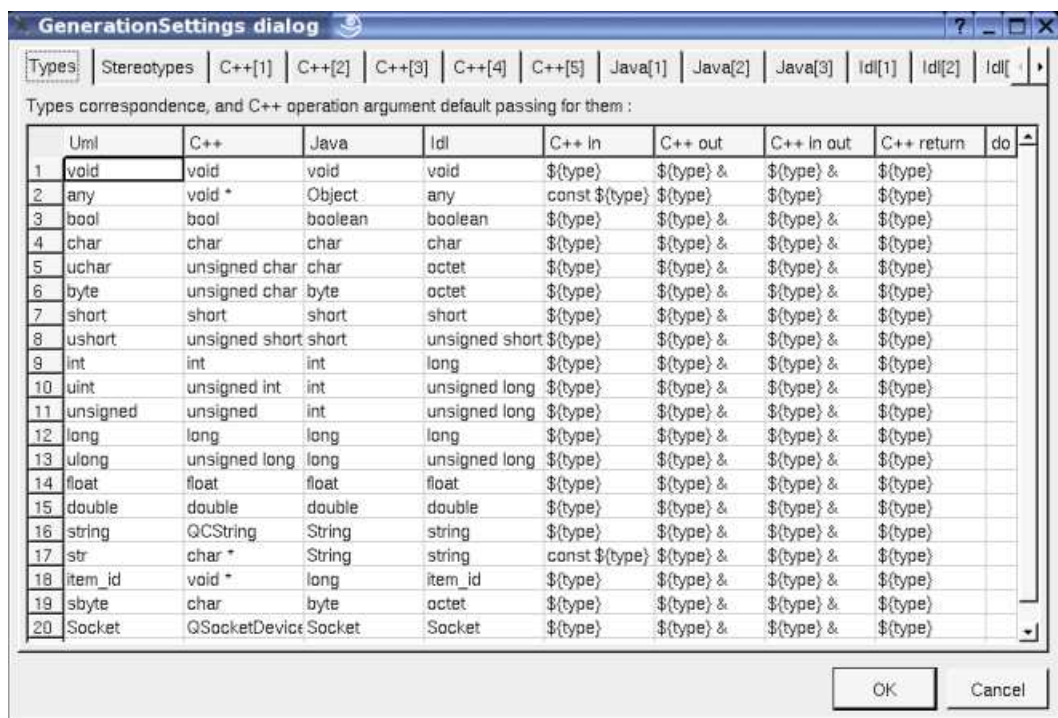 GenerationSettings dialog ?
Types Stereotypes C++[1] C++[2] C++[3] C++[4] C++[5] Java[1] Java[2] Java[3] Idl[1] Idl[2] Idl[
Types correspondence, and C++ operation argument default passing for them :
Uml C++ Java Idl C++ in C++ out C++ in out C++ return do
1 void void void void ${type} ${type} & ${type} & ${type}
2 any void * Object any const ${type} ${type} ${type} ${type}
3 bool bool boolean boolean ${type} ${type} & ${type} & ${type}
4 char char char char ${type} ${type} & ${type} & ${type}
5 uchar unsigned char char octet ${type} ${type} & ${type} & ${type}
6 byte unsigned char byte octet ${type} ${type} & ${type} & ${type}
7 short short short short ${type} ${type} & ${type} & ${type}
8 ushort unsigned short short unsigned short ${type} ${type} & ${type} & ${type}
9 int int int long ${type} ${type} & ${type} & ${type}
10 uint unsigned int int unsigned long ${type} ${type} & ${type} & ${type}
11 unsigned unsigned int unsigned long ${type} ${type} & ${type} & ${type}
12 long long long long ${type} ${type} & ${type} & ${type}
13 ulong unsigned long long unsigned long ${type} ${type} & ${type} & ${type}
14 float float float float ${type} ${type} & ${type} & ${type}
15 double double double double ${type} ${type} & ${type} & ${type}
16 string QCString String string ${type} ${type} & ${type} & ${type}
17 str char * String string const ${type} ${type} & ${type} & ${type}
18 item_id void * long item_id ${type} ${type} & ${type} & ${type}
19 sbyte char byte octet ${type} ${type} & ${type} & ${type}
20 Socket QSocketDevice Socket Socket ${type} ${type} & ${type} & ${type}
OK Cancel